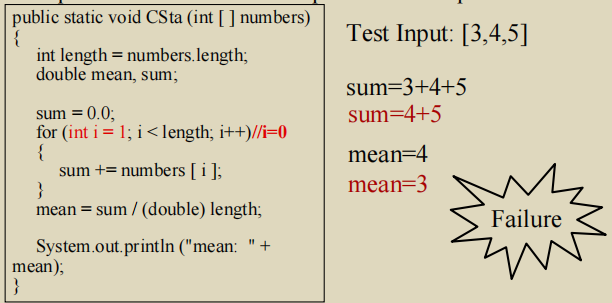 public static void CSta (int [ ] numbers)
{
int length = numbers.length;
double mean, sum;
sum = 0.0;
for (int i = 1; i < length; i++)//i=0
{
sum += numbers [ i ];
}
mean = sum / (double) length;
System.out.println ("mean:  " +
mean);
}
Test Input: [3,4,5]
sum=3+4+5
sum=4+5
mean=4
mean=3
Failure